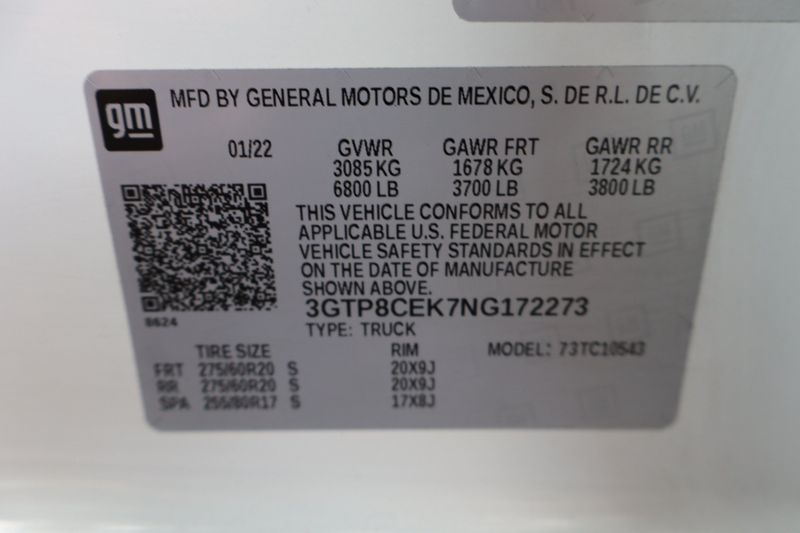 gm
MFD BY GENERAL MOTORS DE MEXICO, S. DE R.L. DE C.V.
01/22 GVWR GAWR FRT GAWR RR
3085 KG 1678 KG 1724 KG
6800 LB 3700 LB 3800 LB
THIS VEHICLE CONFORMS TO ALL
APPLICABLE U.S. FEDERAL MOTOR
VEHICLE SAFETY STANDARDS IN EFFECT
ON THE DATE OF MANUFACTURE
SHOWN ABOVE.
3GTP8CEK7NG172273
8624 TYPE: TRUCK
TIRE SIZE RIM MODEL: 73TC10543
FRT 275/60R20 S 20X9J
RR 275/60R20 S 20X9J
SPA 255/80R17 S 17X8J